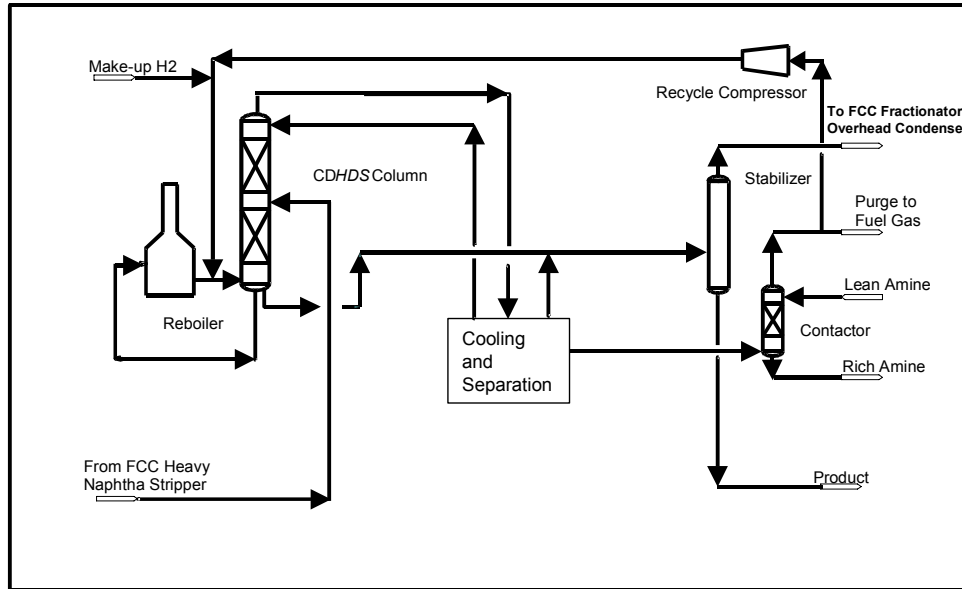 Make-up H2
Recycle Compressor
To FCC Fractionator
Overhead Condense
CDHDS Column
Stabilizer
Purge to
Fuel Gas
Lean Amine
Reboiler
Contactor
Cooling
and
Separation
Rich Amine
From FCC Heavy
Naphtha Stripper
Product